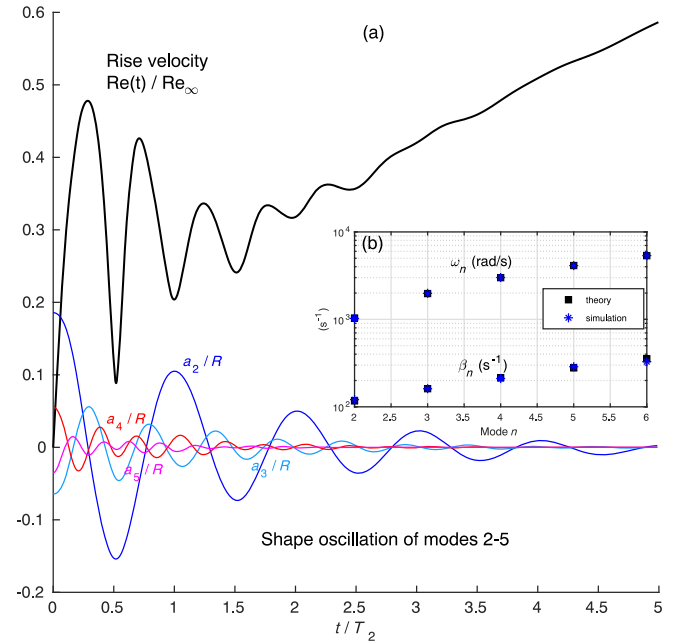 0.6
(a)
Rise velocity
Re(t) / Re∞
0.5
0.4
0.3
0.2
0.1
0
-0.1
-0.2
(b)
10⁴
ωₙ (rad/s)
theory
simulation
(s⁻¹)
10³
βₙ (s⁻¹)
10²
2 2.5 3 3.5 4 4.5 5 5.5 6
Mode n
a₂ / R
a₄ / R
a₅ / R
a₃ / R
Shape oscillation of modes 2-5
0 0.5 1 1.5 2 2.5 3 3.5 4 4.5 5
t / T₂